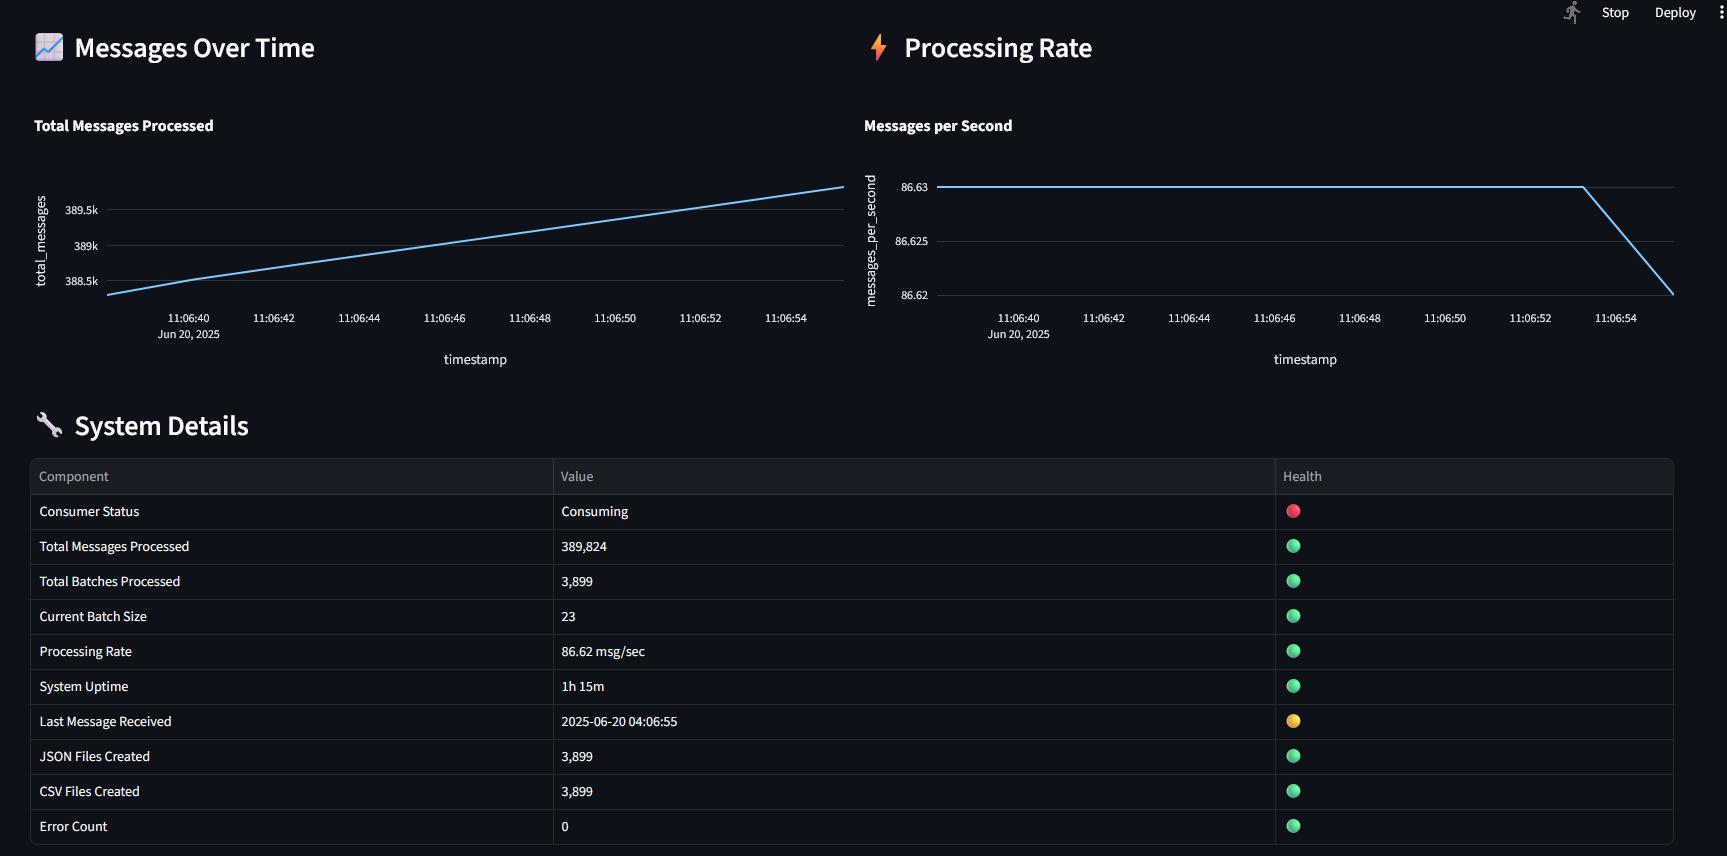 Stop Deploy
Messages Over Time
Processing Rate
Total Messages Processed
total_messages
389.5k
389k
388.5k
11:06:40 11:06:42 11:06:44 11:06:46 11:06:48 11:06:50 11:06:52 11:06:54
Jun 20, 2025
timestamp
Messages per Second
messages_per_second
86.63
86.625
86.62
11:06:40 11:06:42 11:06:44 11:06:46 11:06:48 11:06:50 11:06:52 11:06:54
Jun 20, 2025
timestamp
System Details
Component Value Health
Consumer Status Consuming
Total Messages Processed 389,824
Total Batches Processed 3,899
Current Batch Size 23
Processing Rate 86.62 msg/sec
System Uptime 1h 15m
Last Message Received 2025-06-20 04:06:55
JSON Files Created 3,899
CSV Files Created 3,899
Error Count 0